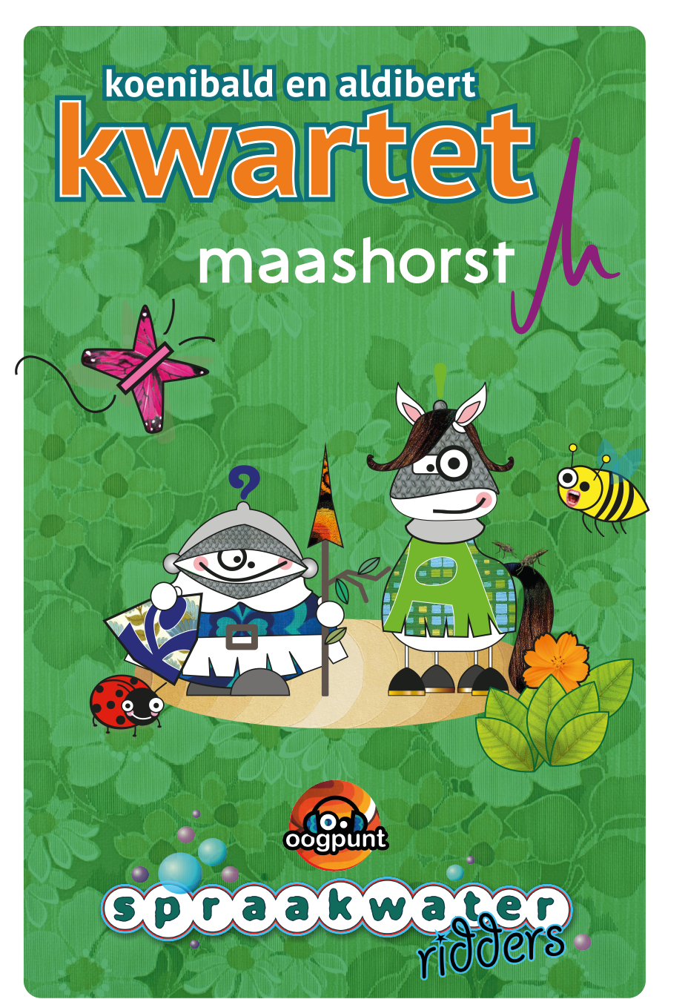 koenibald en aldibert
kwartet
maashorst
?
!
A
oogpunt
spraakwater
ridders